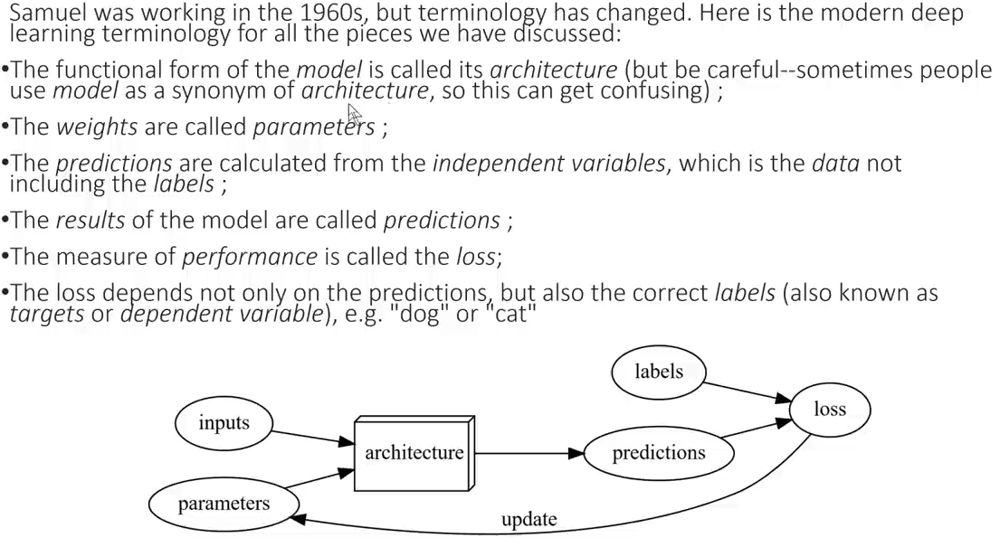 Samuel was working in the 1960s, but terminology has changed. Here is the modern deep
learning terminology for all the pieces we have discussed:
•The functional form of the model is called its architecture (but be careful--sometimes people
use model as a synonym of architecture, so this can get confusing) ;
•The weights are called parameters ;
•The predictions are calculated from the independent variables, which is the data not
including the labels ;
•The results of the model are called predictions ;
•The measure of performance is called the loss;
•The loss depends not only on the predictions, but also the correct labels (also known as
targets or dependent variable), e.g. "dog" or "cat"
labels
inputs
loss
architecture
predictions
parameters
update